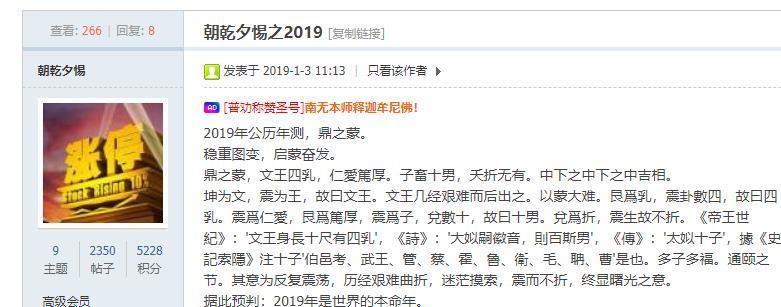 查看: 266 | 回复: 8
朝乾夕惕之2019 [复制链接]
朝乾夕惕
发表于 2019-1-3 11:13 | 只看该作者
AD [普劝称赞圣号]南无本师释迦牟尼佛!
涨停
Stock Rising 10%
2019年公历年测，鼎之蒙。
稳重图变，启蒙奋发。
鼎之蒙，文王四乳，仁愛篤厚。子畜十男，夭折无有。中下之中下之中吉相。
坤为文，震为王，故曰文王。文王几经艰难而后出之。以蒙大难。艮爲乳，震卦數四，故曰四
乳。震爲仁愛，艮爲篤厚，震爲子，兌數十，故曰十男。兌爲折，震生故不折。《帝王世
紀》：'文王身長十尺有四乳'，《詩》：'大姒嗣徽音，則百斯男'，《傳》：'太姒十子'，據《史
記索隱》注十子'伯邑考、武王、管、蔡、霍、魯、衛、毛、聃、曹'是也。多子多福。通颐之
节。其意为反复震荡，历经艰难曲折，迷茫摸索，震而不折，终显曙光之意。
据此预判：2019年是世界的本命年。
9 2350 5228
主题 帖子 积分
高级会员